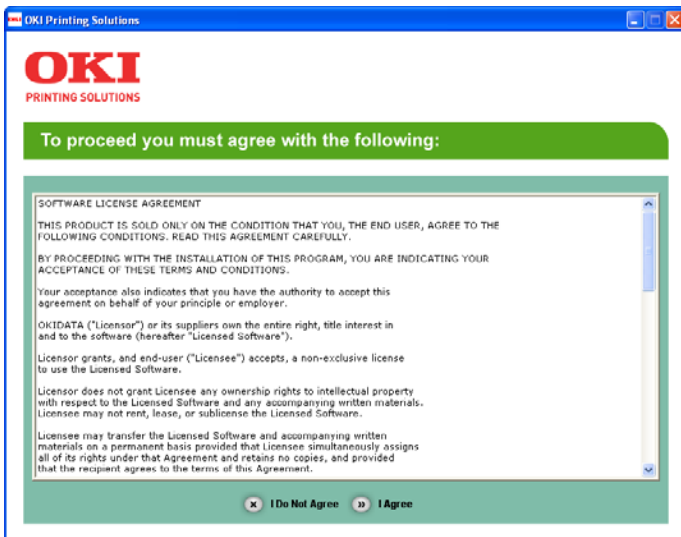 OKI Printing Solutions
OKI
PRINTING SOLUTIONS
To proceed you must agree with the following:
SOFTWARE LICENSE AGREEMENT
THIS PRODUCT IS SOLD ONLY ON THE CONDITION THAT YOU, THE END USER, AGREE TO THE
FOLLOWING CONDITIONS. READ THIS AGREEMENT CAREFULLY.
BY PROCEEDING WITH THE INSTALLATION OF THIS PROGRAM, YOU ARE INDICATING YOUR
ACCEPTANCE OF THESE TERMS AND CONDITIONS.
Your acceptance also indicates that you have the authority to accept this
agreement on behalf of your principle or employer.
OKIDATA ("Licensor") or its suppliers own the entire right, title interest in
and to the software (hereafter "Licensed Software").
Licensor grants, and end-user ("Licensee") accepts, a non-exclusive license
to use the Licensed Software.
Licensor does not grant Licensee any ownership rights to intellectual property
with respect to the Licensed Software and any accompanying written materials.
Licensee may not rent, lease, or sublicense the Licensed Software.
Licensee may transfer the Licensed Software and accompanying written
materials on a permanent basis provided that Licensee simultaneously assigns
all of its rights under that Agreement and retains no copies, and provided
that the recipient agrees to the terms of this Agreement.
I Do Not Agree I Agree